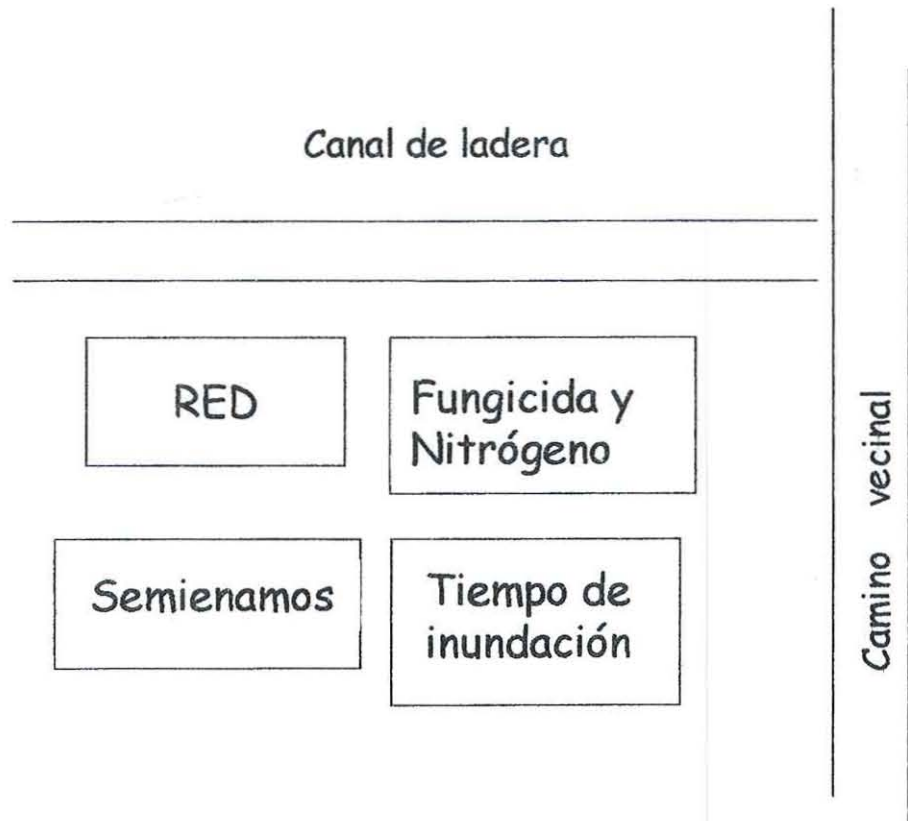 Canal de ladera
RED
Fungicida y
Nitrógeno
Semienamos
Tiempo de
inundación
Camino vecinal